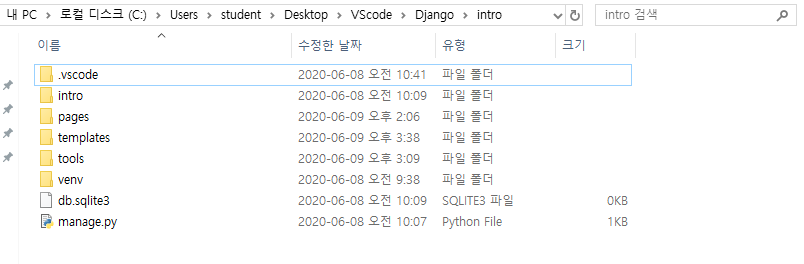 내 PC > 로컬 디스크 (C:) > Users > student > Desktop > VScode > Django > intro intro 검색
이름 수정한 날짜 유형 크기
.vscode 2020-06-08 오전 10:41 파일 폴더
intro 2020-06-08 오전 10:09 파일 폴더
pages 2020-06-09 오후 2:06 파일 폴더
templates 2020-06-09 오후 3:38 파일 폴더
tools 2020-06-09 오후 3:09 파일 폴더
venv 2020-06-08 오전 9:38 파일 폴더
db.sqlite3 2020-06-08 오전 10:09 SQLITE3 파일 0KB
manage.py 2020-06-08 오전 10:07 Python File 1KB